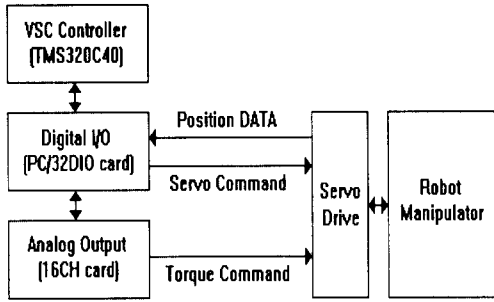 VSC Controller
(TMS320C40)
Digital I/O
(PC/32DIO card)
Analog Output
(16CH card)
Position DATA
Servo Command
Torque Command
Servo
Drive
Robot
Manipulator